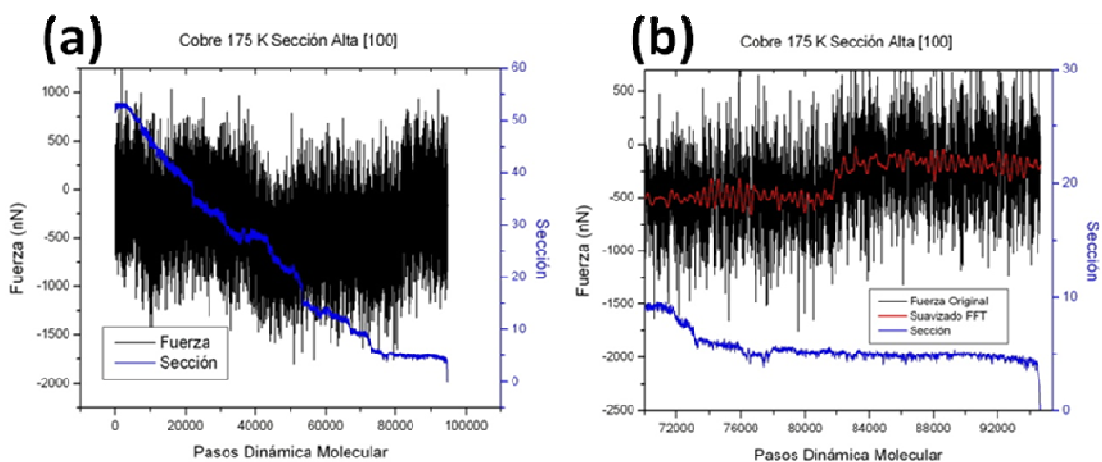 (a)
Cobre 175 K Sección Alta [100]
1000
500
0
-500
-1000
-1500
-2000
Fuerza (nN)
60
50
40
30
20
10
0
Sección
Fuerza
Sección
0
20000
40000
60000
80000
100000
Pasos Dinámica Molecular
(b)
Cobre 175 K Sección Alta [100]
500
0
-500
-1000
-1500
-2000
-2500
Fuerza (nN)
30
20
10
0
Sección
Fuerza Original
Suavizado FFT
Sección
72000
76000
80000
84000
88000
92000
Pasos Dinámica Molecular